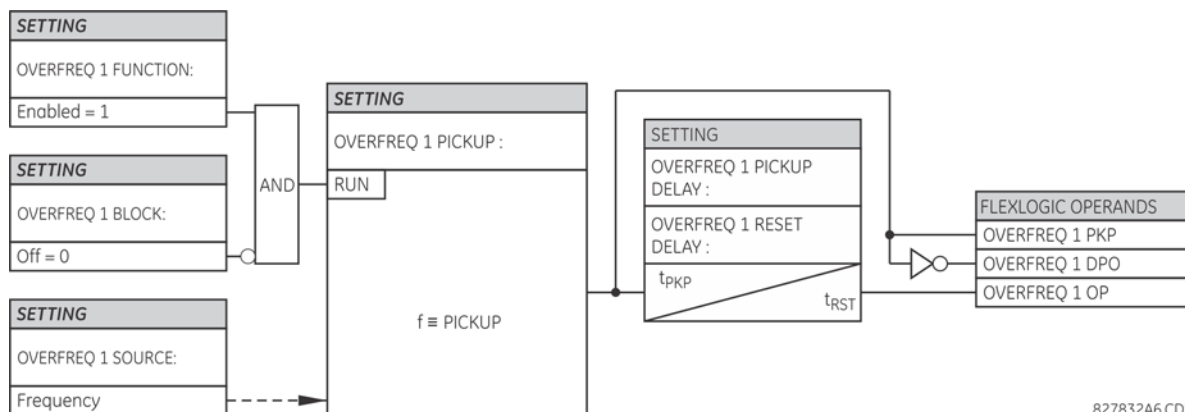 SETTING
OVERFREQ 1 FUNCTION:
Enabled = 1
SETTING
OVERFREQ 1 BLOCK:
Off = 0
SETTING
OVERFREQ 1 SOURCE:
Frequency
AND
SETTING
OVERFREQ 1 PICKUP :
RUN
f ≡ PICKUP
SETTING
OVERFREQ 1 PICKUP
DELAY :
OVERFREQ 1 RESET
DELAY :
tPKP
tRST
FLEXLOGIC OPERANDS
OVERFREQ 1 PKP
OVERFREQ 1 DPO
OVERFREQ 1 OP
827832A6.CD